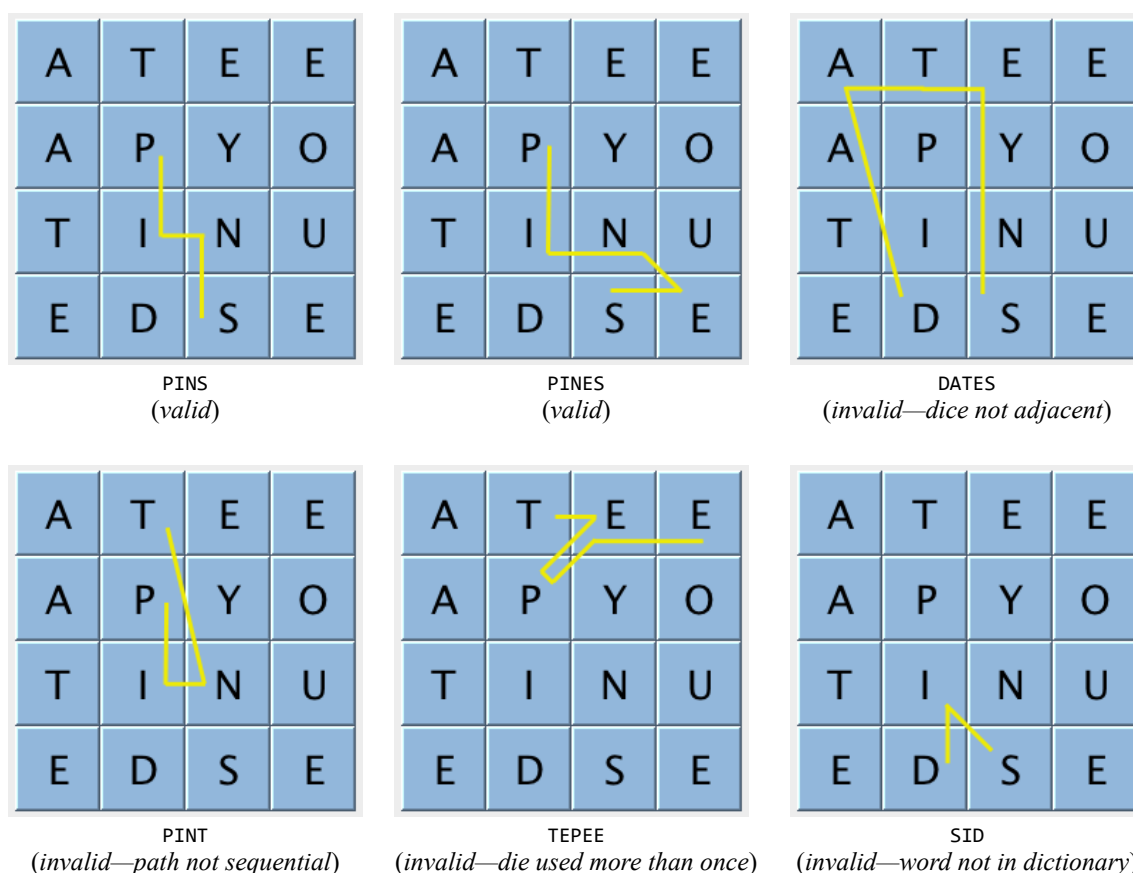 A T E E A T E E A T E E
A P Y O A P Y O A P Y O
T I N U T I N U T I N U
E D S E E D S E E D S E
PINS PINES DATES
(valid) (valid) (invalid—dice not adjacent)
A T E E A T E E A T E E
A P Y O A P Y O A P Y O
T I N U T I N U T I N U
E D S E E D S E E D S E
PINT TEPEE SID
(invalid—path not sequential) (invalid—die used more than once) (invalid—word not in dictionary)